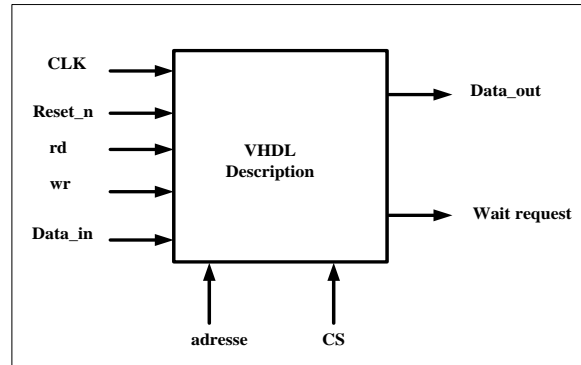 CLK
Reset_n
rd
wr
Data_in
VHDL
Description
Data_out
Wait request
adresse
CS